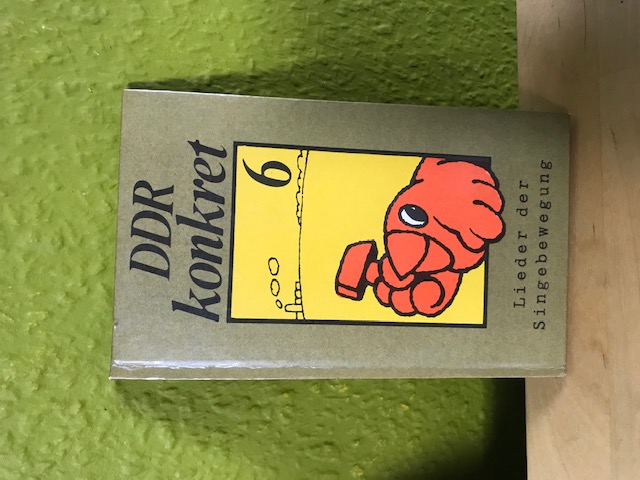 DDR
konkret
6
Lieder der
Singebewegung